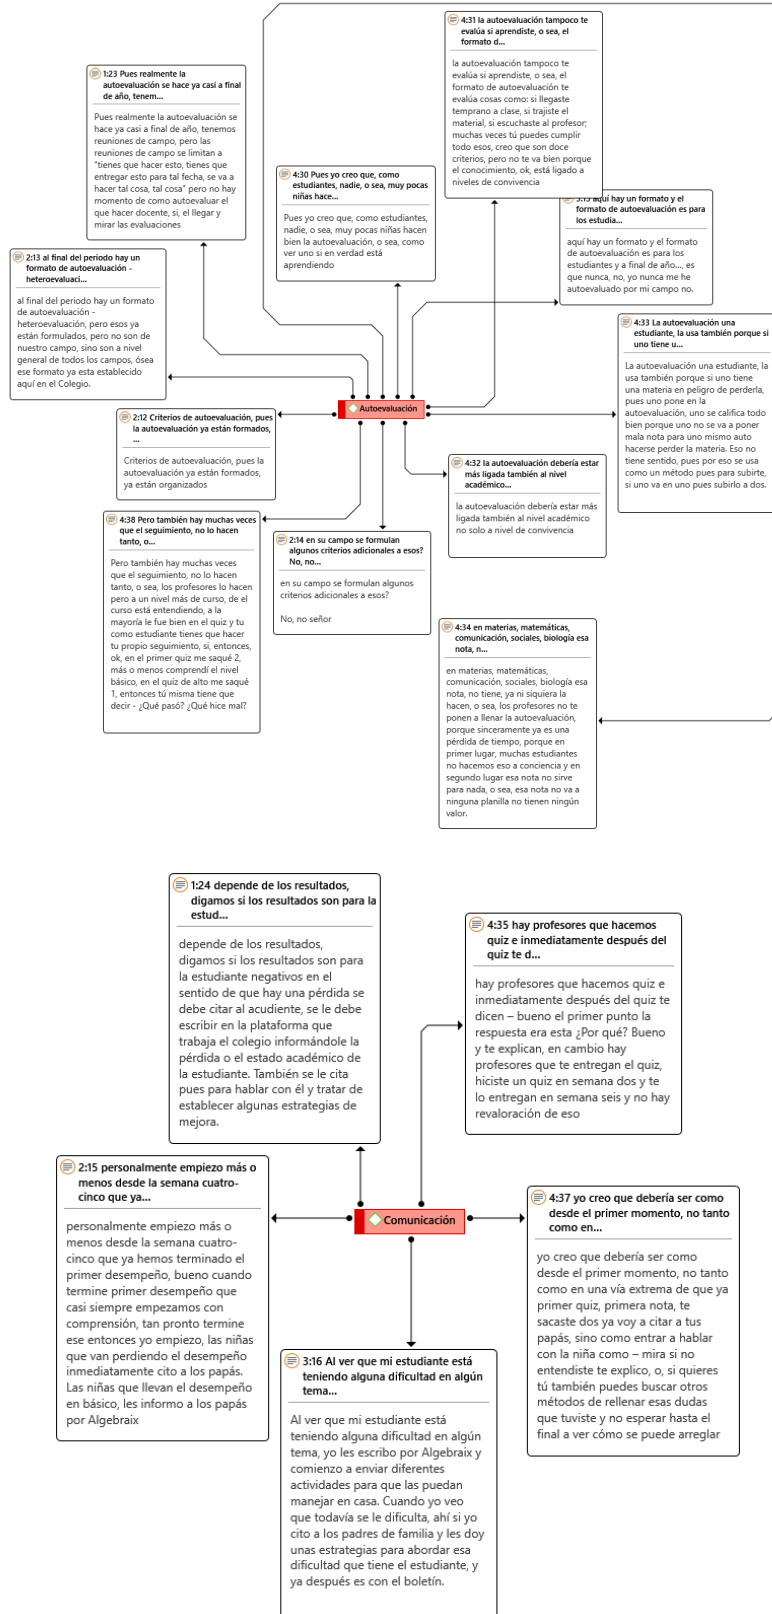 4:31 la autoevaluación tampoco te
evalúa si aprendiste, o sea, el
formato d...
la autoevaluación tampoco te
evalúa si aprendiste, o sea, el
formato de autoevaluación te
evalúa cosas como: si llegaste
temprano a clase, si trajiste el
material, si escuchaste al profesor;
muchas veces tú puedes cumplir
todo esos, creo que son doce
criterios, pero no te va bien porque
el conocimiento, ok, está ligado a
niveles de convivencia
1:23 Pues realmente la
autoevaluación se hace ya casi a final
de año, tenem...
Pues realmente la autoevaluación se
hace ya casi a final de año, tenemos
reuniones de campo, pero las
reuniones de campo se limitan a
"tienes que hacer esto, tienes que
entregar esto para tal fecha, se va a
hacer tal cosa, tal cosa" pero no hay
momento de como autoevaluar el
que hacer docente, si, el llegar y
mirar las evaluaciones
4:30 Pues yo creo que, como
estudiantes, nadie, o sea, muy pocas
niñas hace...
Pues yo creo que, como estudiantes,
nadie, o sea, muy pocas niñas hacen
bien la autoevaluación, o sea, como
ver uno si en verdad está
aprendiendo
aquí hay un formato y el
formato de autoevaluación es para
los estudia...
aquí hay un formato y el formato
de autoevaluación es para los
estudiantes y a final de año..., es
que nunca, no, yo nunca me he
autoevaluado por mi campo no.
2:13 al final del periodo hay un
formato de autoevaluación -
heteroevaluaci...
al final del periodo hay un formato
de autoevaluación -
heteroevaluación, pero esos ya
están formulados, pero no son de
nuestro campo, sino son a nivel
general de todos los campos, ósea
ese formato ya esta establecido
aquí en el Colegio.
4:33 La autoevaluación una
estudiante, la usa también porque si
uno tiene u...
La autoevaluación una estudiante, la
usa también porque si uno tiene
una materia en peligro de perderla,
pues uno pone en la
autoevaluación, uno se califica todo
bien porque uno no se va a poner
mala nota para uno mismo auto
hacerse perder la materia. Eso no
tiene sentido, pues por eso se usa
como un método pues para subirte,
si uno va en uno pues subirlo a dos.
Autoevaluación
2:12 Criterios de autoevaluación, pues
la autoevaluación ya están formados,
...
Criterios de autoevaluación, pues la
autoevaluación ya están formados,
ya están organizados
4:32 la autoevaluación debería estar
más ligada también al nivel
académico...
la autoevaluación debería estar más
ligada también al nivel académico
no solo a nivel de convivencia
4:38 Pero también hay muchas veces
que el seguimiento, no lo hacen
tanto, o...
Pero también hay muchas veces
que el seguimiento, no lo hacen
tanto, o sea, los profesores lo hacen
pero a un nivel más de curso, de el
curso está entendiendo, a la
mayoría le fue bien en el quiz y tu
como estudiante tienes que hacer
tu propio seguimiento, si, entonces,
ok, en el primer quiz me saqué 2,
más o menos comprendí el nivel
básico, en el quiz de alto me saqué
1, entonces tú misma tiene que
decir - ¿Qué pasó? ¿Qué hice mal?
2:14 en su campo se formulan
algunos criterios adicionales a esos?
No, no...
en su campo se formulan algunos
criterios adicionales a esos?
No, no señor
4:34 en materias, matemáticas,
comunicación, sociales, biología esa
nota, n...
en materias, matemáticas,
comunicación, sociales, biología esa
nota, no tiene, ya ni siquiera la
hacen, o sea, los profesores no te
ponen a llenar la autoevaluación,
porque sinceramente ya es una
pérdida de tiempo, porque en
primer lugar, muchas estudiantes
no hacemos eso a conciencia y en
segundo lugar esa nota no sirve
para nada, o sea, esa nota no va a
ninguna planilla no tienen ningún
valor.
1:24 depende de los resultados,
digamos si los resultados son para la
estud...
depende de los resultados,
digamos si los resultados son para
la estudiante negativos en el
sentido de que hay una pérdida se
debe citar al acudiente, se le debe
escribir en la plataforma que
trabaja el colegio informándole la
pérdida o el estado académico de
la estudiante. También se le cita
pues para hablar con él y tratar de
establecer algunas estrategias de
mejora.
4:35 hay profesores que hacemos
quiz e inmediatamente después del
quiz te d...
hay profesores que hacemos quiz e
inmediatamente después del quiz te
dicen – bueno el primer punto la
respuesta era esta ¿Por qué? Bueno
y te explican, en cambio hay
profesores que te entregan el quiz,
hiciste un quiz en semana dos y te
lo entregan en semana seis y no hay
revaloración de eso
2:15 personalmente empiezo más o
menos desde la semana cuatro-
cinco que ya...
personalmente empiezo más o
menos desde la semana cuatro-
cinco que ya hemos terminado el
primer desempeño, bueno cuando
termine primer desempeño que
casi siempre empezamos con
comprensión, tan pronto termine
ese entonces yo empiezo, las niñas
que van perdiendo el desempeño
inmediatamente cito a los papás.
Las niñas que llevan el desempeño
en básico, les informo a los papás
por Algebraix
Comunicación
4:37 yo creo que debería ser como
desde el primer momento, no tanto
como en...
yo creo que debería ser como
desde el primer momento, no tanto
como en una vía extrema de que ya
primer quiz, primera nota, te
sacaste dos ya voy a citar a tus
papás, sino como entrar a hablar
con la niña como – mira si no
entendiste te explico, o, si quieres
tú también puedes buscar otros
métodos de rellenar esas dudas
que tuviste y no esperar hasta el
final a ver cómo se puede arreglar
3:16 Al ver que mi estudiante está
teniendo alguna dificultad en algún
tema...
Al ver que mi estudiante está
teniendo alguna dificultad en algún
tema, yo les escribo por Algebraix y
comienzo a enviar diferentes
actividades para que las puedan
manejar en casa. Cuando yo veo
que todavía se le dificulta, ahí si yo
cito a los padres de familia y les doy
unas estrategias para abordar esa
dificultad que tiene el estudiante, y
ya después es con el boletín.